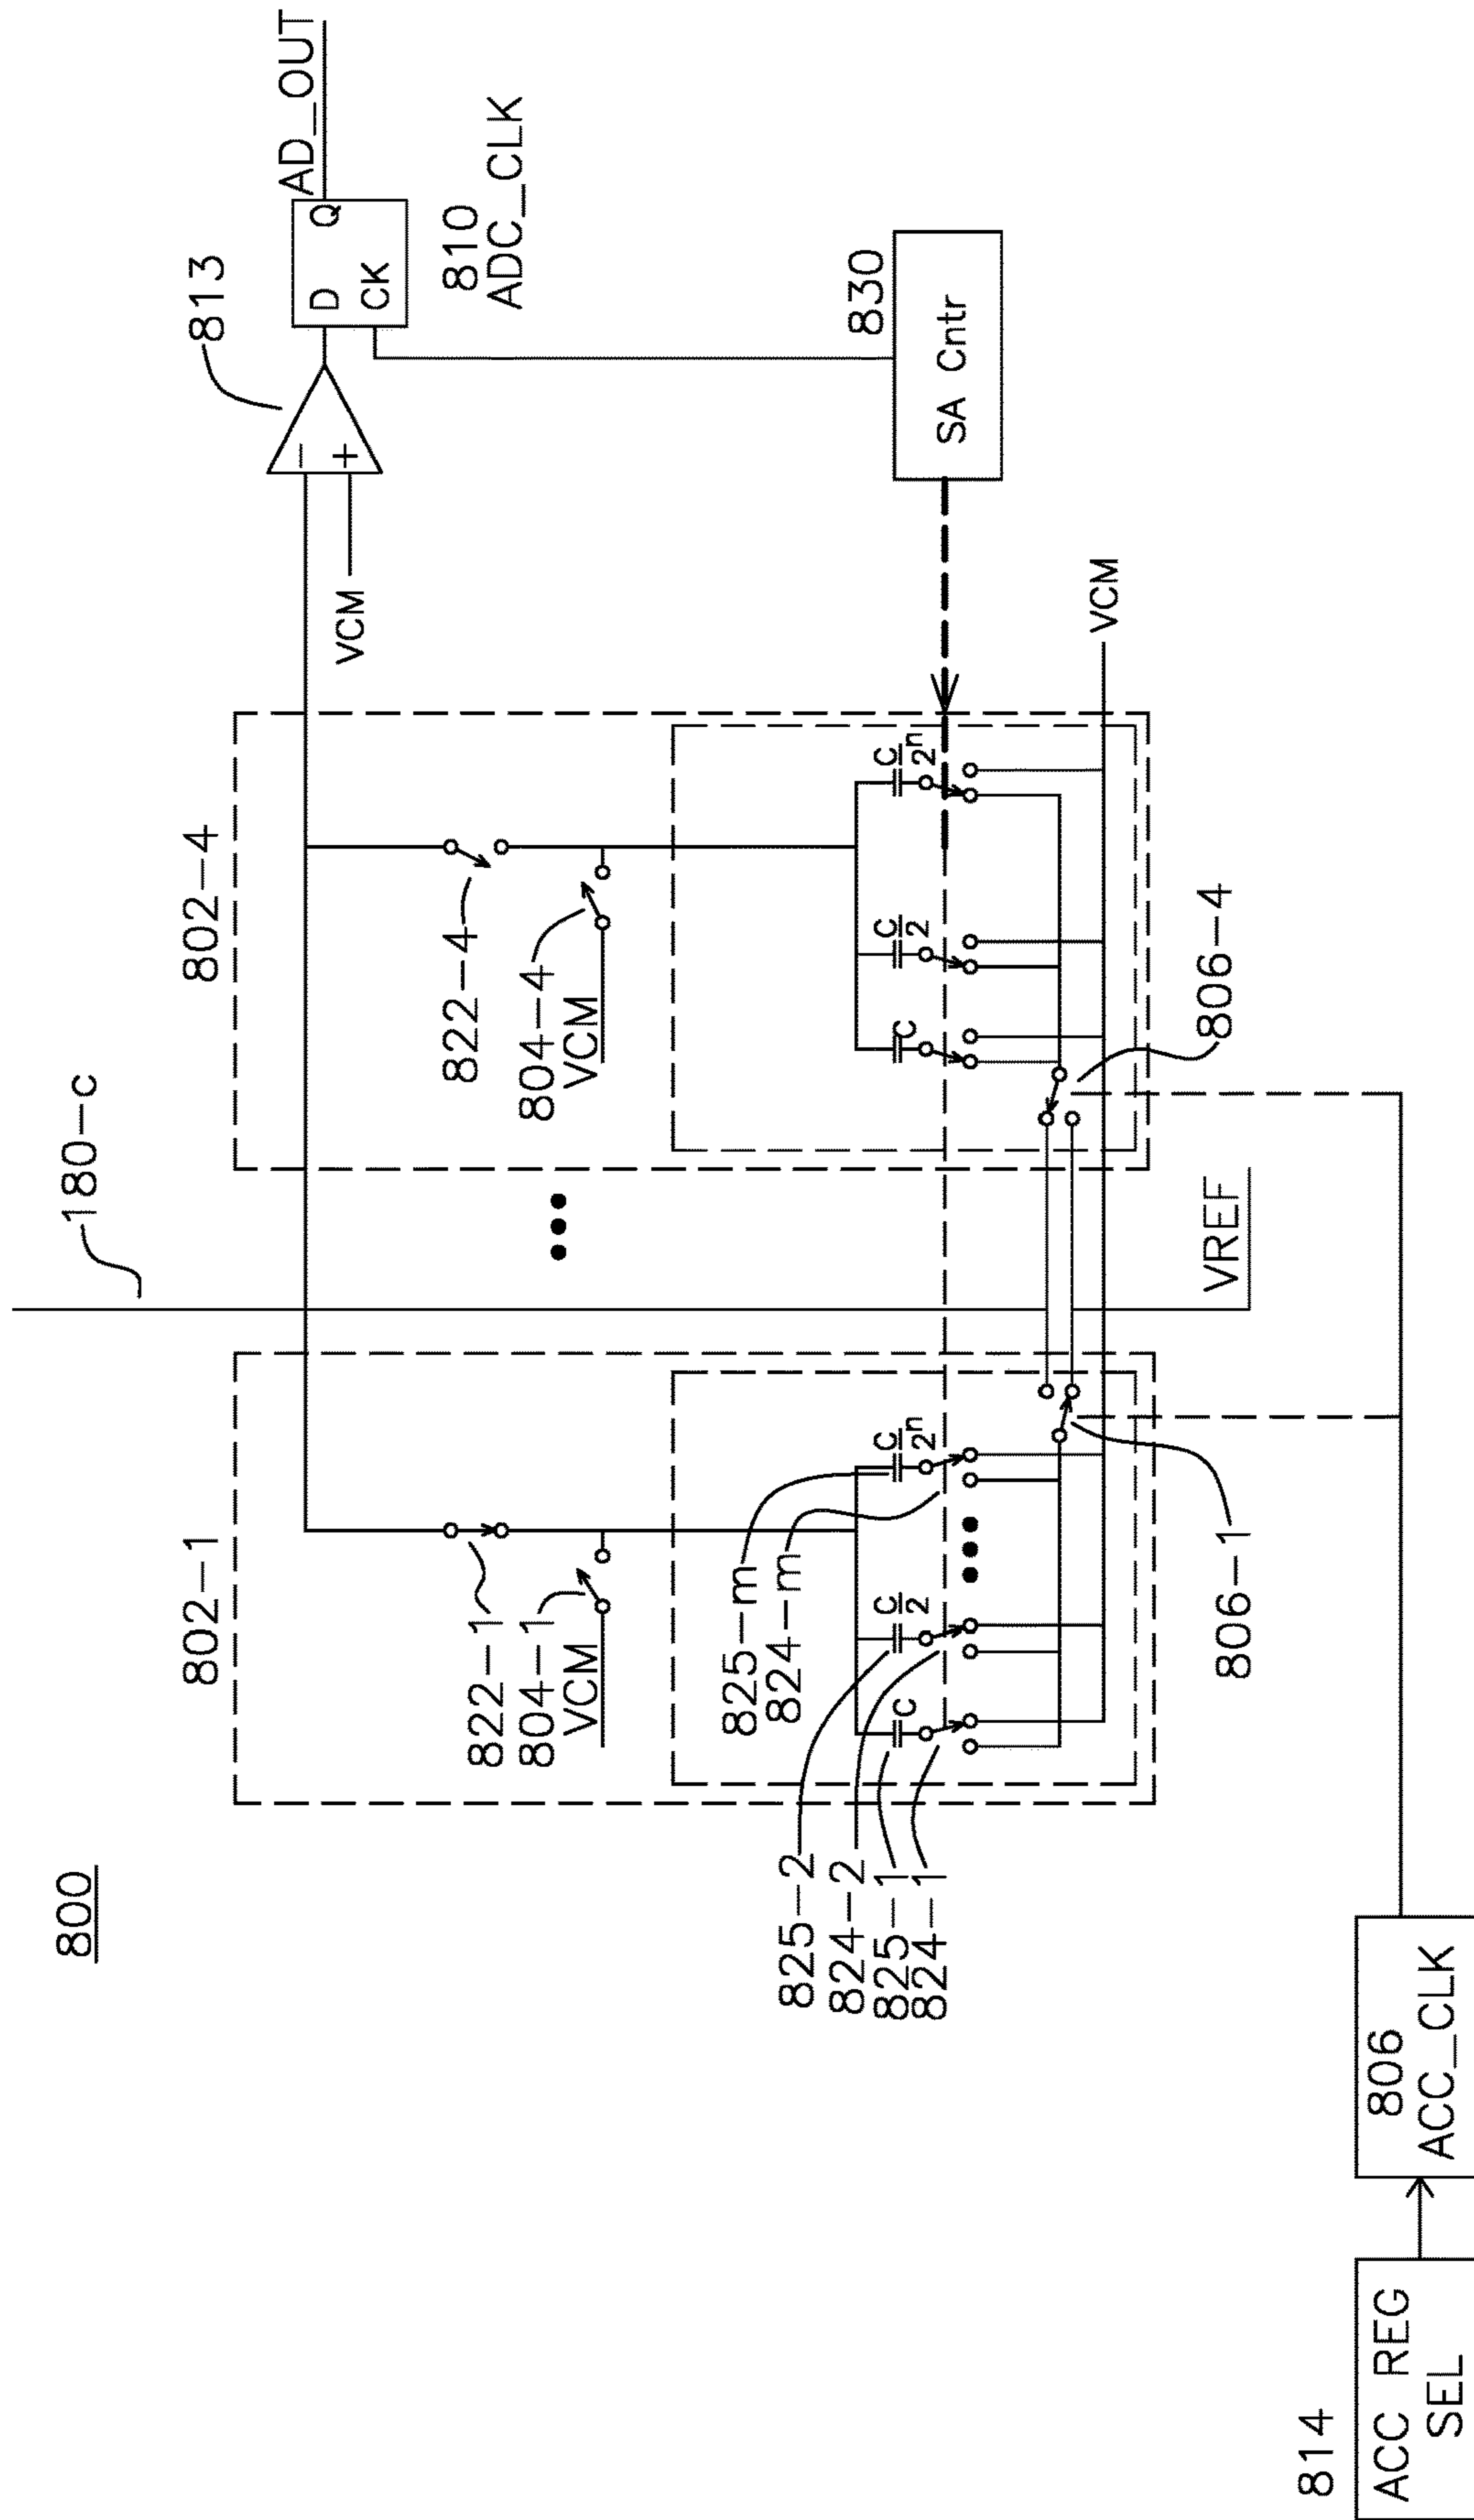 800
180-c
802-1
802-4
813
AD_OUT
D
Q
CK
810
ADC_CLK
−
+
VCM
822-1
804-1
VCM
822-4
804-4
VCM
830
SA Cntr
825-m
824-m
825-2
824-2
825-1
824-1
C
C
2
C
2n
C
C
2
C
2n
VCM
806-1
806-4
VREF
814
ACC REG
SEL
806
ACC_CLK